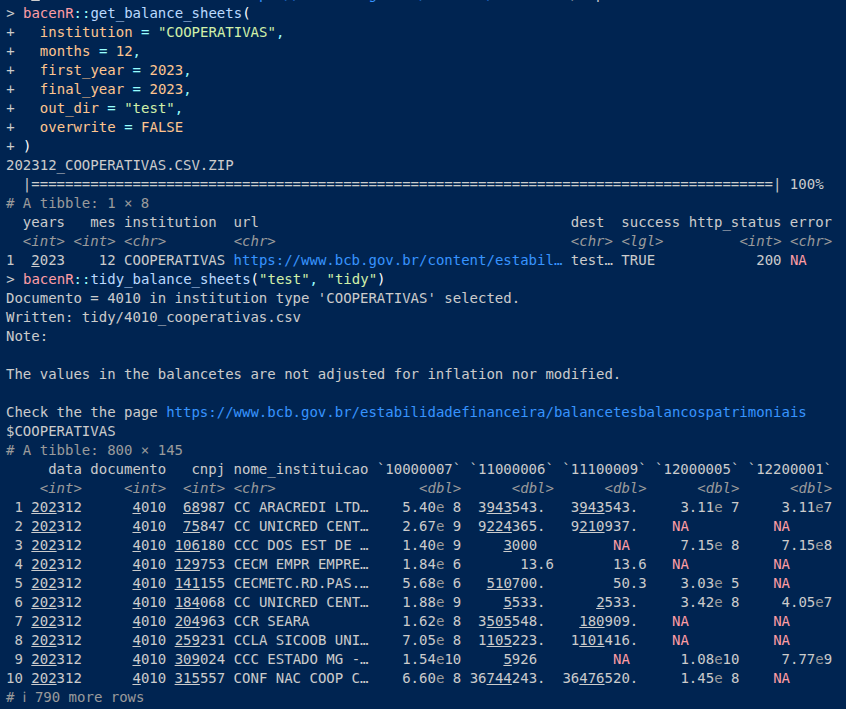 > bacenR::get_balance_sheets(
+   institution = "COOPERATIVAS",
+   months = 12,
+   first_year = 2023,
+   final_year = 2023,
+   out_dir = "test",
+   overwrite = FALSE
+ )
202312_COOPERATIVAS.CSV.ZIP
  |========================================================================================| 100%
# A tibble: 1 × 8
  years   mes institution  url                                     dest  success http_status error
  <int> <int> <chr>        <chr>                                   <chr> <lgl>         <int> <chr>
1  2023    12 COOPERATIVAS https://www.bcb.gov.br/content/estabil… test… TRUE            200 NA
> bacenR::tidy_balance_sheets("test", "tidy")
Documento = 4010 in institution type 'COOPERATIVAS' selected.
Written: tidy/4010_cooperativas.csv
Note:
The values in the balancetes are not adjusted for inflation nor modified.
Check the the page https://www.bcb.gov.br/estabilidadefinanceira/balancetesbalancospatrimoniais
$COOPERATIVAS
# A tibble: 800 × 145
     data documento   cnpj nome_instituicao `10000007` `11000006` `11100009` `12000005` `12200001`
    <int>     <int>  <int> <chr>                 <dbl>      <dbl>      <dbl>      <dbl>      <dbl>
 1 202312      4010  68987 CC ARACREDI LTD…    5.40e 8   3943543.   3943543.    3.11e 7     3.11e7
 2 202312      4010  75847 CC UNICRED CENT…    2.67e 9   9224365.   9210937.   NA          NA
 3 202312      4010 106180 CCC DOS EST DE …    1.40e 9      3000         NA     7.15e 8     7.15e8
 4 202312      4010 129753 CECM EMPR EMPRE…    1.84e 6        13.6       13.6  NA          NA
 5 202312      4010 141155 CECMETC.RD.PAS.…    5.68e 6    510700.        50.3   3.03e 5    NA
 6 202312      4010 184068 CC UNICRED CENT…    1.88e 9      5533.      2533.    3.42e 8     4.05e7
 7 202312      4010 204963 CCR SEARA           1.62e 8   3505548.    180909.   NA          NA
 8 202312      4010 259231 CCLA SICOOB UNI…    7.05e 8   1105223.   1101416.   NA          NA
 9 202312      4010 309024 CCC ESTADO MG -…    1.54e10      5926         NA     1.08e10     7.77e9
10 202312      4010 315557 CONF NAC COOP C…    6.60e 8  36744243.  36476520.    1.45e 8    NA
# ℹ 790 more rows